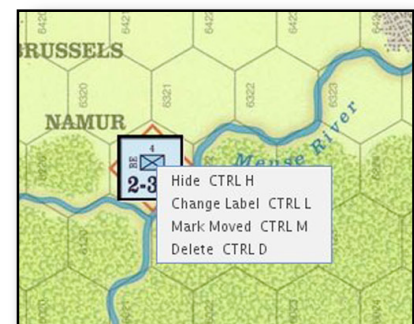 BRUSSELS
6320
6321
6322
6323
NAMUR
Meuse River
4
BE
2-3
Hide CTRL H
Change Label CTRL L
Mark Moved CTRL M
Delete CTRL D